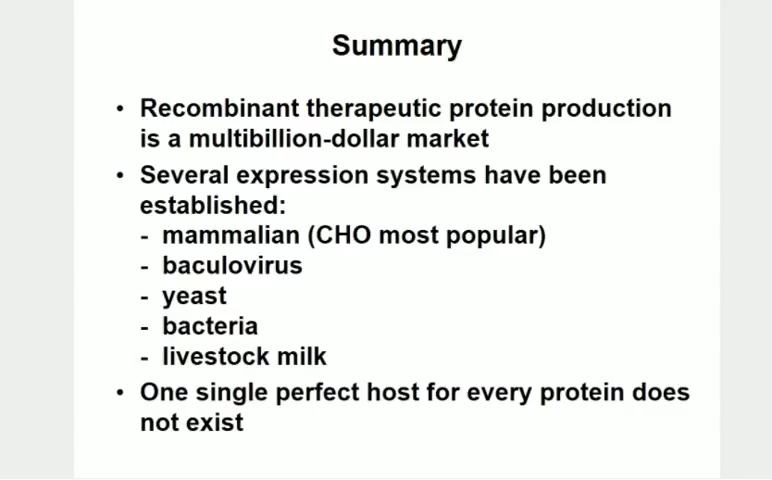 Summary
• Recombinant therapeutic protein production
is a multibillion-dollar market
• Several expression systems have been
established:
- mammalian (CHO most popular)
- baculovirus
- yeast
- bacteria
- livestock milk
• One single perfect host for every protein does
not exist